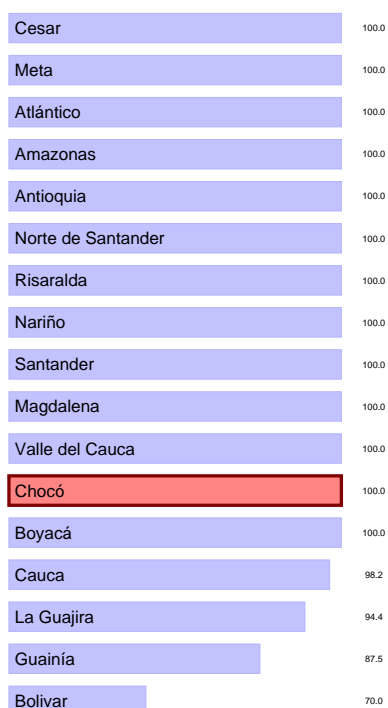 Cesar 100.0
Meta 100.0
Atlántico 100.0
Amazonas 100.0
Antioquia 100.0
Norte de Santander 100.0
Risaralda 100.0
Nariño 100.0
Santander 100.0
Magdalena 100.0
Valle del Cauca 100.0
Chocó 100.0
Boyacá 100.0
Cauca 98.2
La Guajira 94.4
Guainía 87.5
Bolivar 70.0